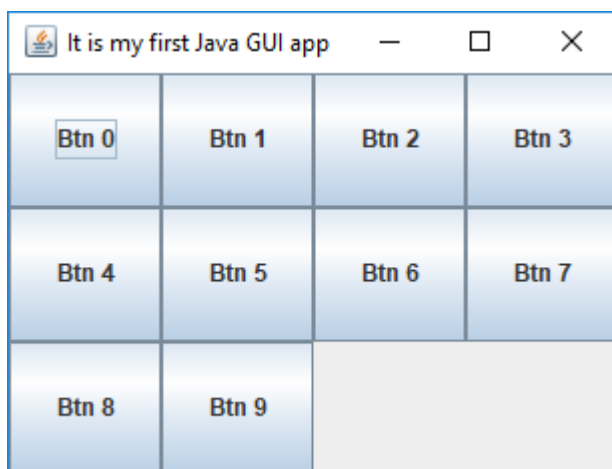 It is my first Java GUI app
Btn 0 Btn 1 Btn 2 Btn 3
Btn 4 Btn 5 Btn 6 Btn 7
Btn 8 Btn 9